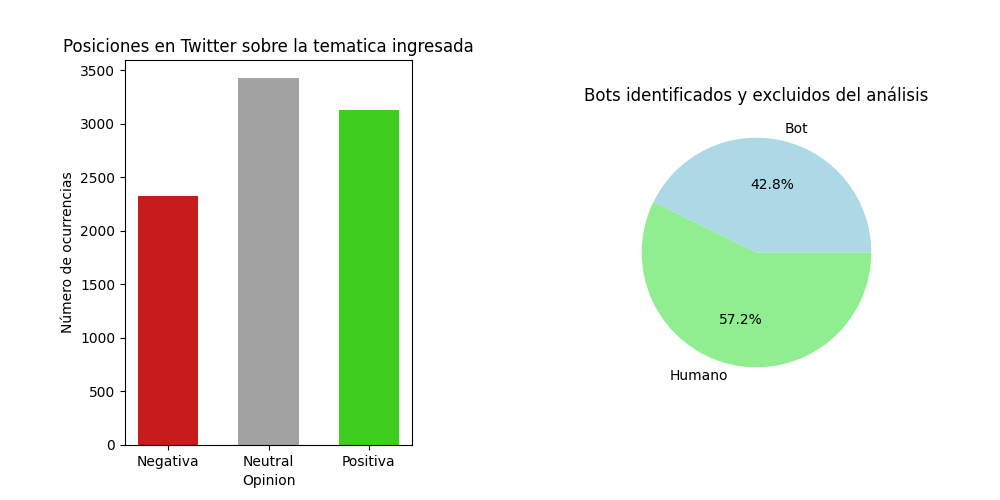 Posiciones en Twitter sobre la tematica ingresada
Número de ocurrencias
3500
3000
2500
2000
1500
1000
500
0
Negativa
Neutral
Positiva
Opinion
Bots identificados y excluidos del análisis
Bot
42.8%
57.2%
Humano